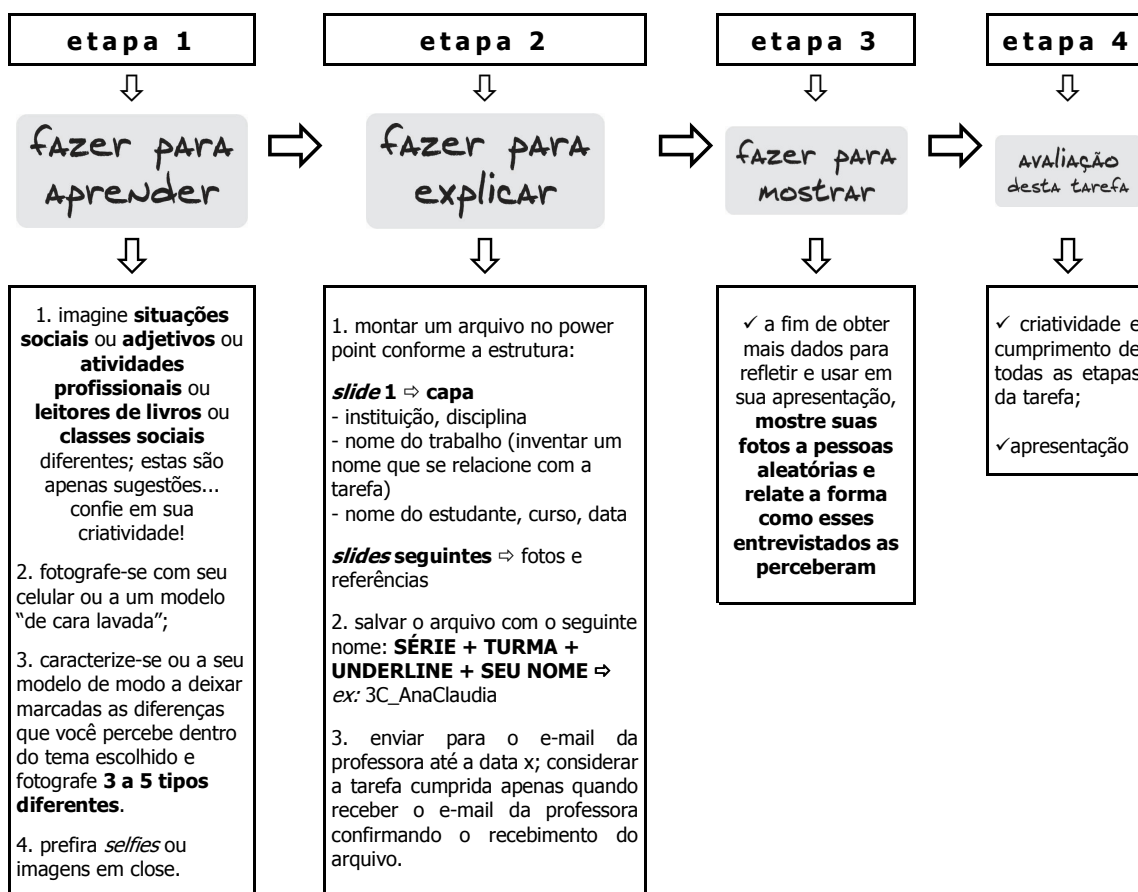 etapa 1
fazer para
aprender
1. imagine situações
sociais ou adjetivos ou
atividades
profissionais ou
leitores de livros ou
classes sociais
diferentes; estas são
apenas sugestões...
confie em sua
criatividade!
2. fotografe-se com seu
celular ou a um modelo
“de cara lavada”;
3. caracterize-se ou a seu
modelo de modo a deixar
marcadas as diferenças
que você percebe dentro
do tema escolhido e
fotografe 3 a 5 tipos
diferentes.
4. prefira selfies ou
imagens em close.
etapa 2
fazer para
explicar
1. montar um arquivo no power
point conforme a estrutura:
slide 1 ⇨ capa
- instituição, disciplina
- nome do trabalho (inventar um
nome que se relacione com a
tarefa)
- nome do estudante, curso, data
slides seguintes ⇨ fotos e
referências
2. salvar o arquivo com o seguinte
nome: SÉRIE + TURMA +
UNDERLINE + SEU NOME ⇨
ex: 3C_AnaClaudia
3. enviar para o e-mail da
professora até a data x; considerar
a tarefa cumprida apenas quando
receber o e-mail da professora
confirmando o recebimento do
arquivo.
etapa 3
fazer para
mostrar
✓ a fim de obter
mais dados para
refletir e usar em
sua apresentação,
mostre suas
fotos a pessoas
aleatórias e
relate a forma
como esses
entrevistados as
perceberam
etapa 4
avaliação
desta tarefa
✓ criatividade e
cumprimento de
todas as etapas
da tarefa;
✓apresentação